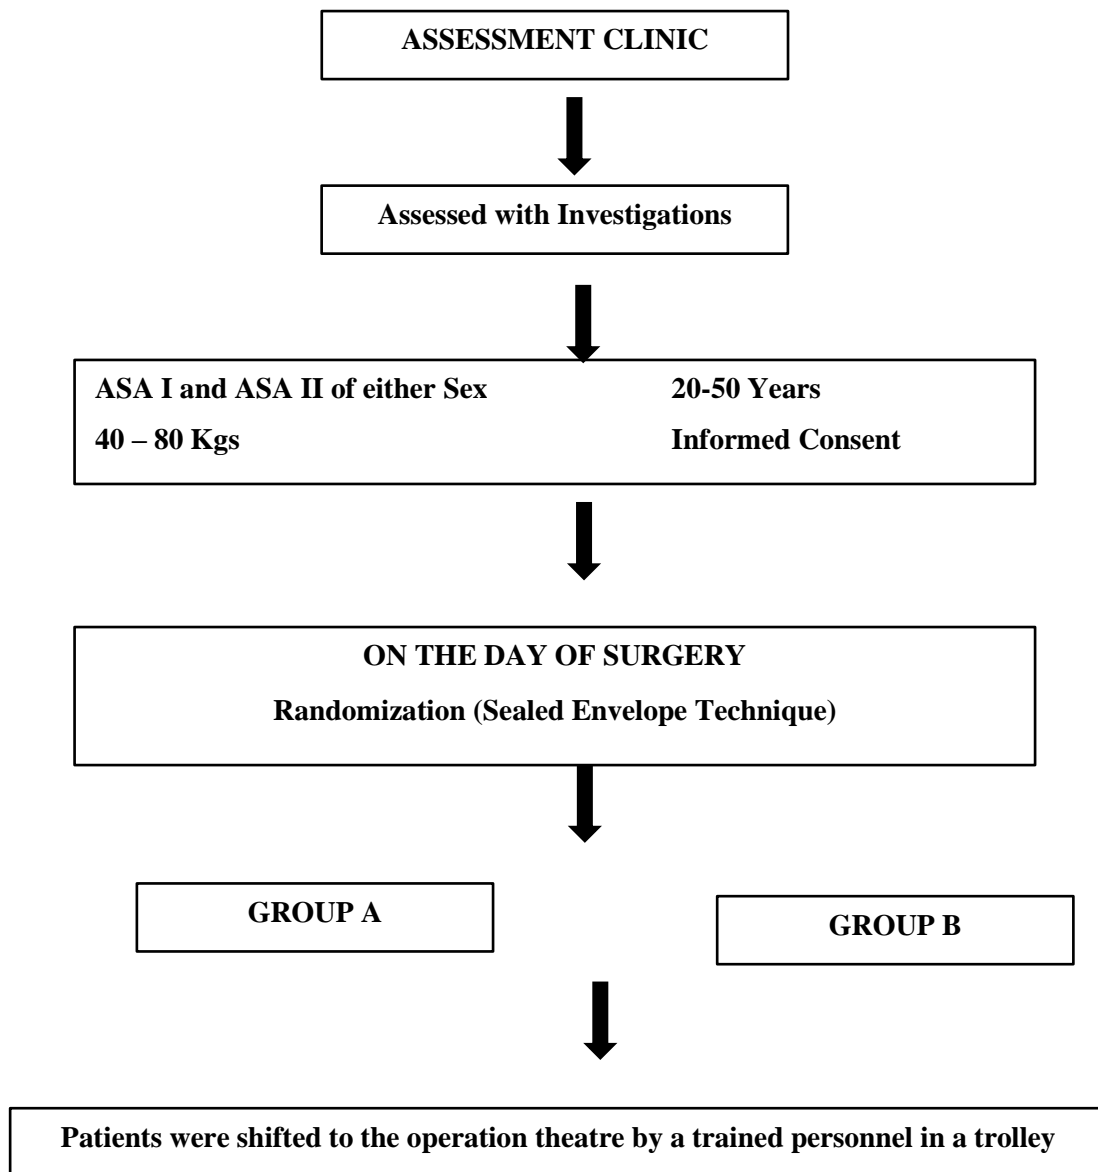 ASSESSMENT CLINIC
Assessed with Investigations
ASA I and ASA II of either Sex 20-50 Years
40 – 80 Kgs Informed Consent
ON THE DAY OF SURGERY
Randomization (Sealed Envelope Technique)
GROUP A
GROUP B
Patients were shifted to the operation theatre by a trained personnel in a trolley